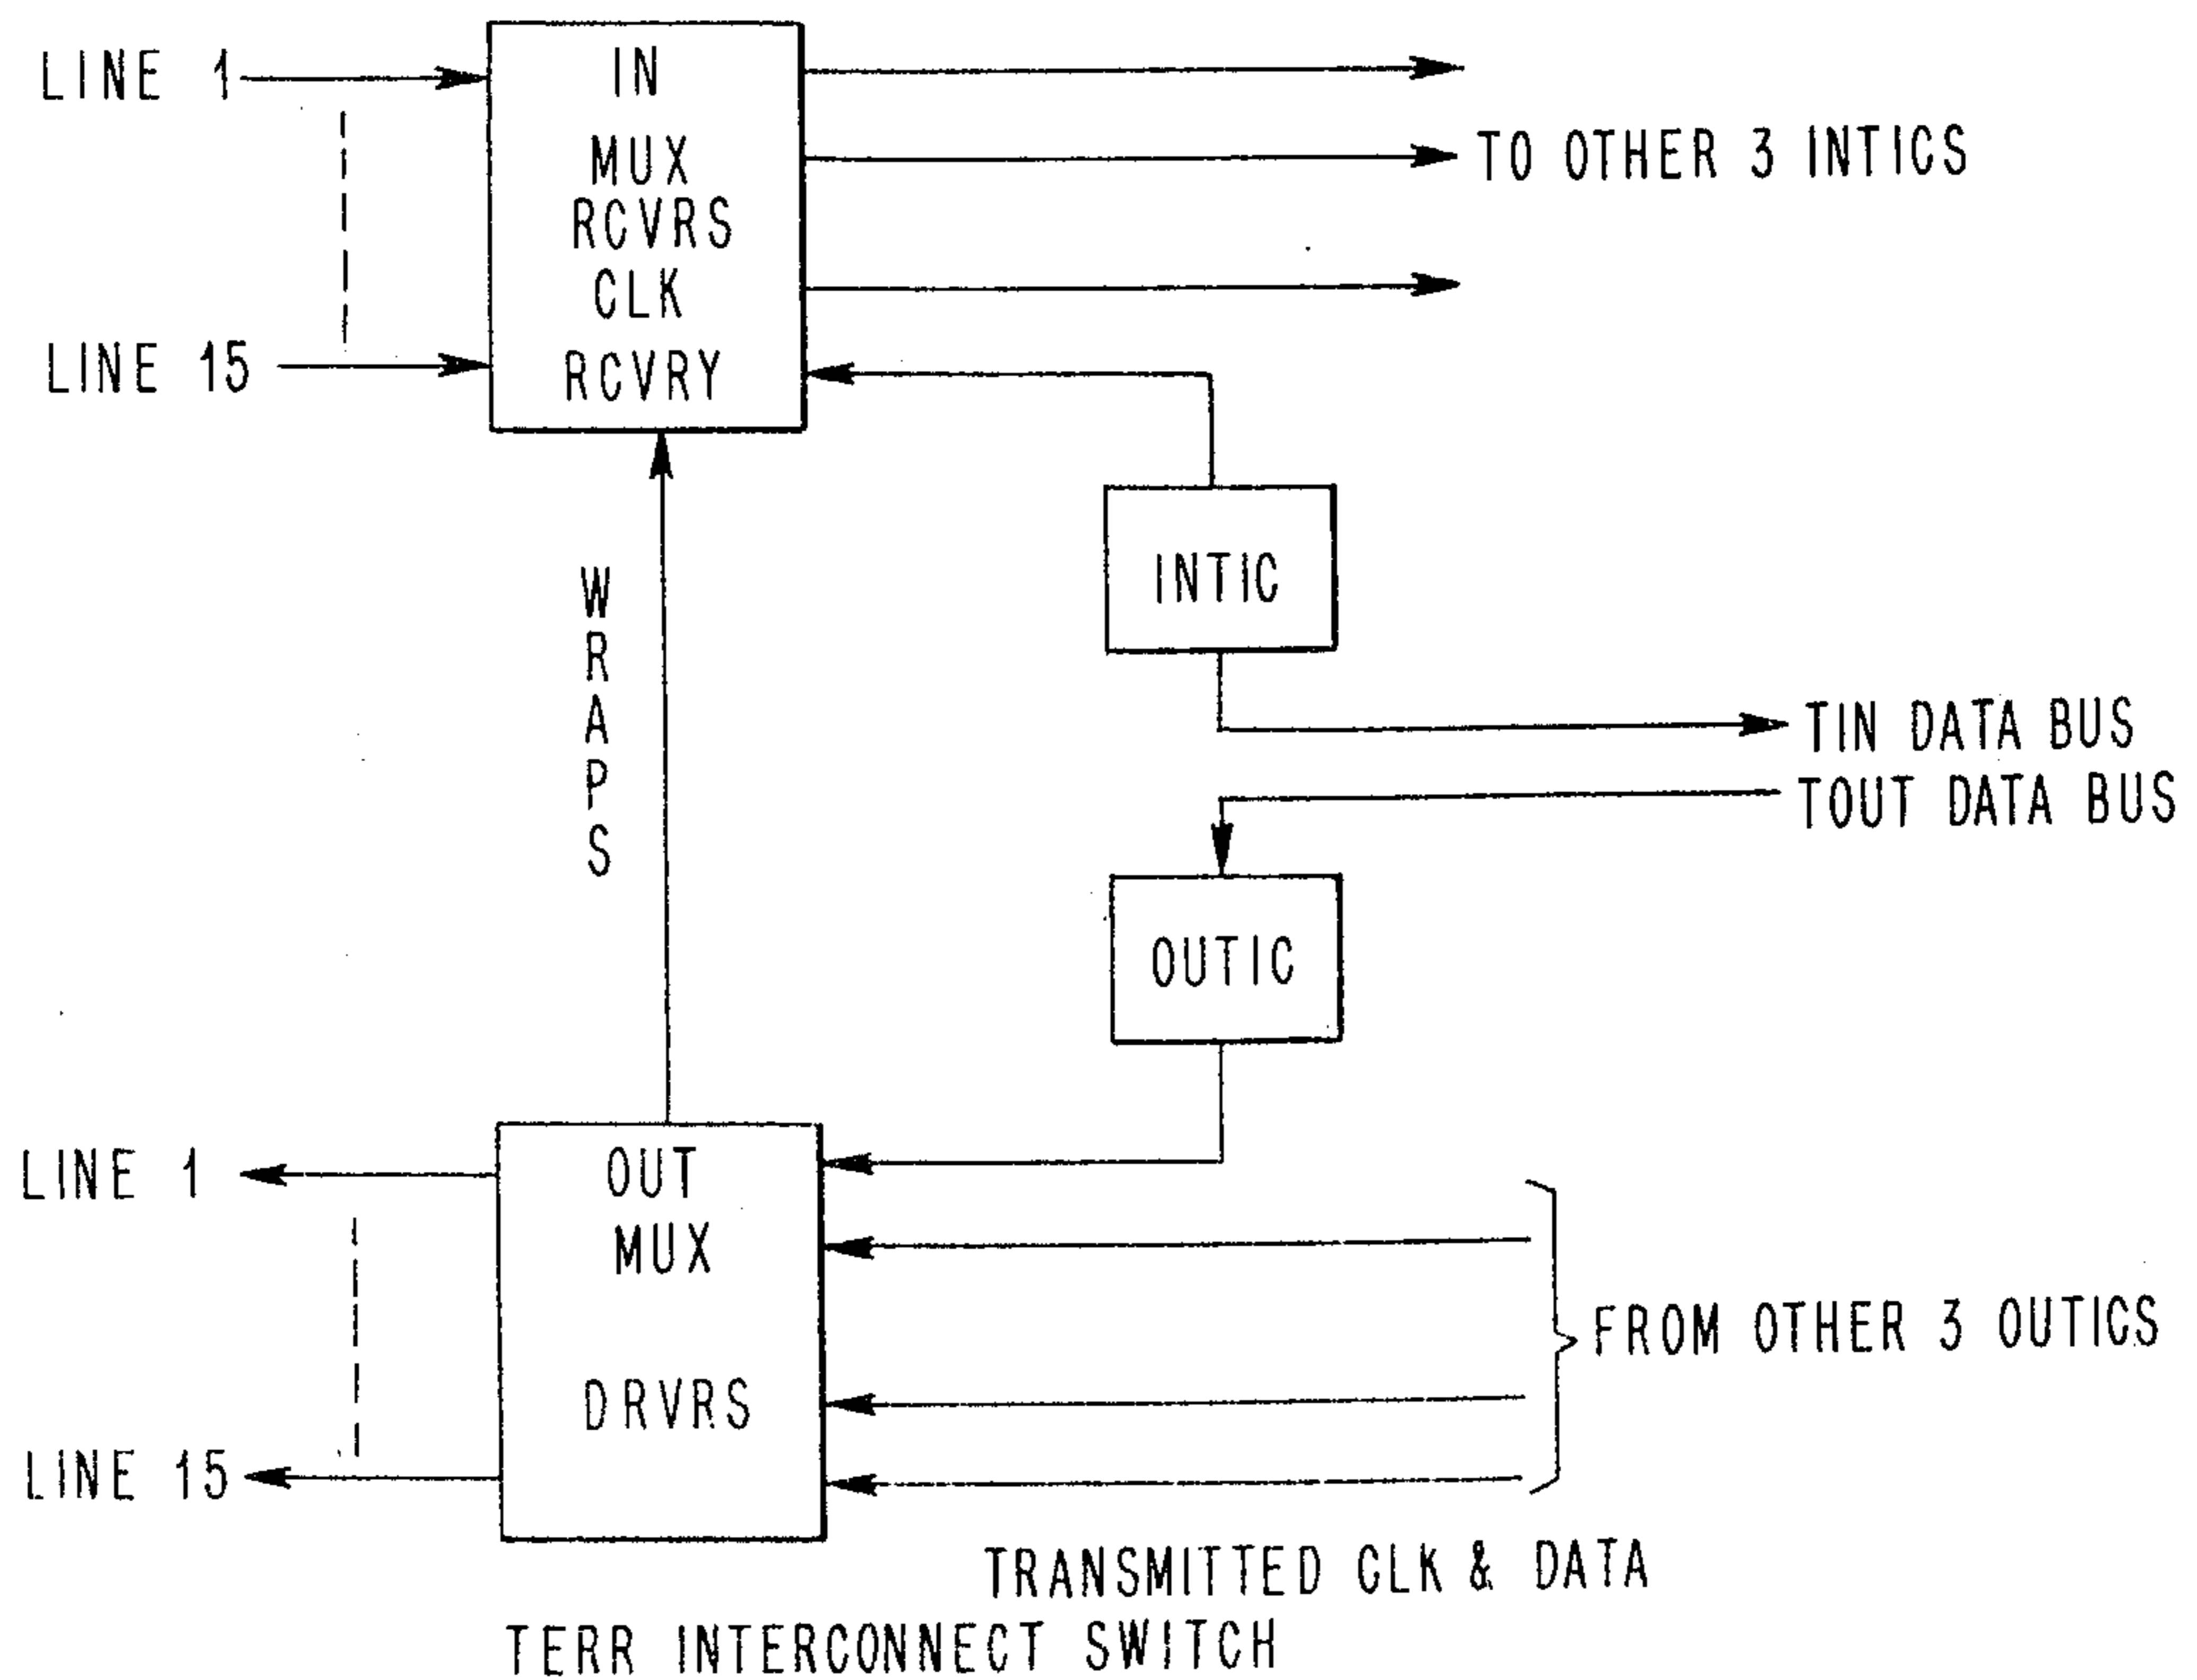 LINE 1
IN
MUX
RCVRS
CLK
RCVRY
TO OTHER 3 INTICS
LINE 15
INTIC
WRAPS
TIN DATA BUS
TOUT DATA BUS
OUTIC
LINE 1
OUT
MUX
DRVRS
FROM OTHER 3 OUTICS
LINE 15
TRANSMITTED CLK & DATA
TERR INTERCONNECT SWITCH